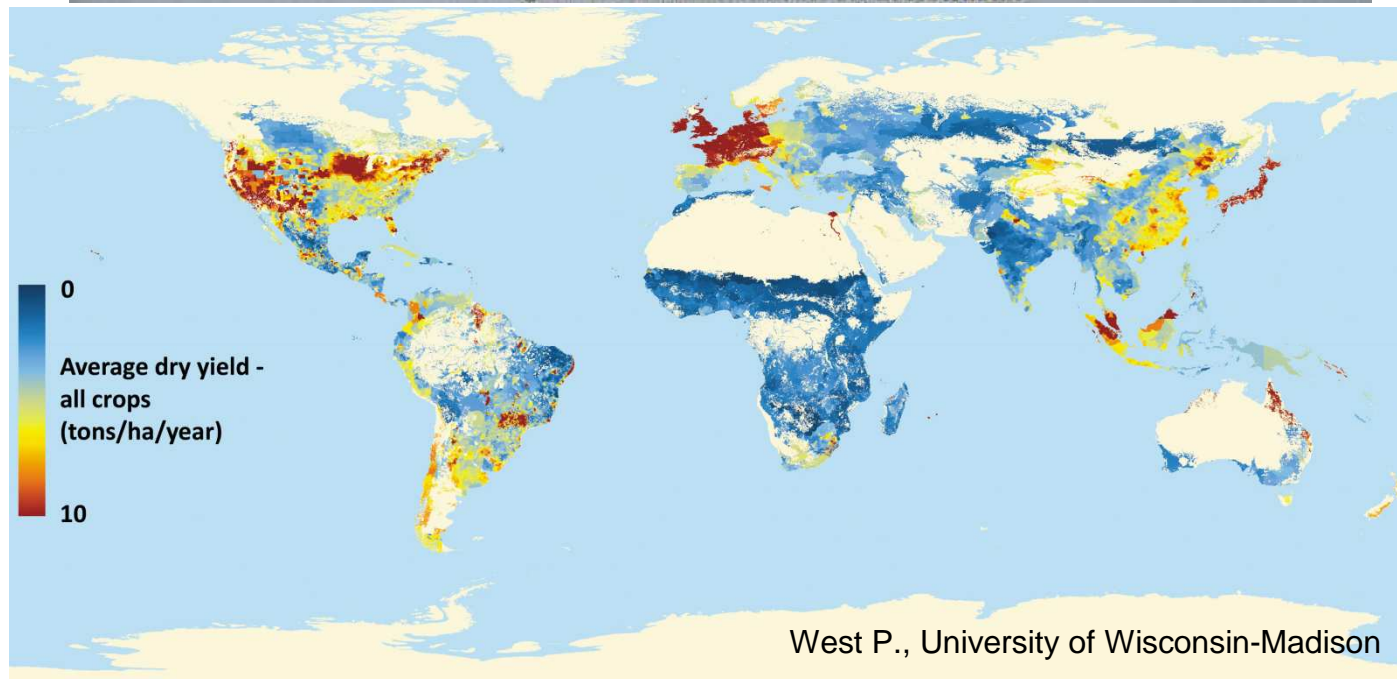 0
Average dry yield -
all crops
(tons/ha/year)
10
West P., University of Wisconsin-Madison